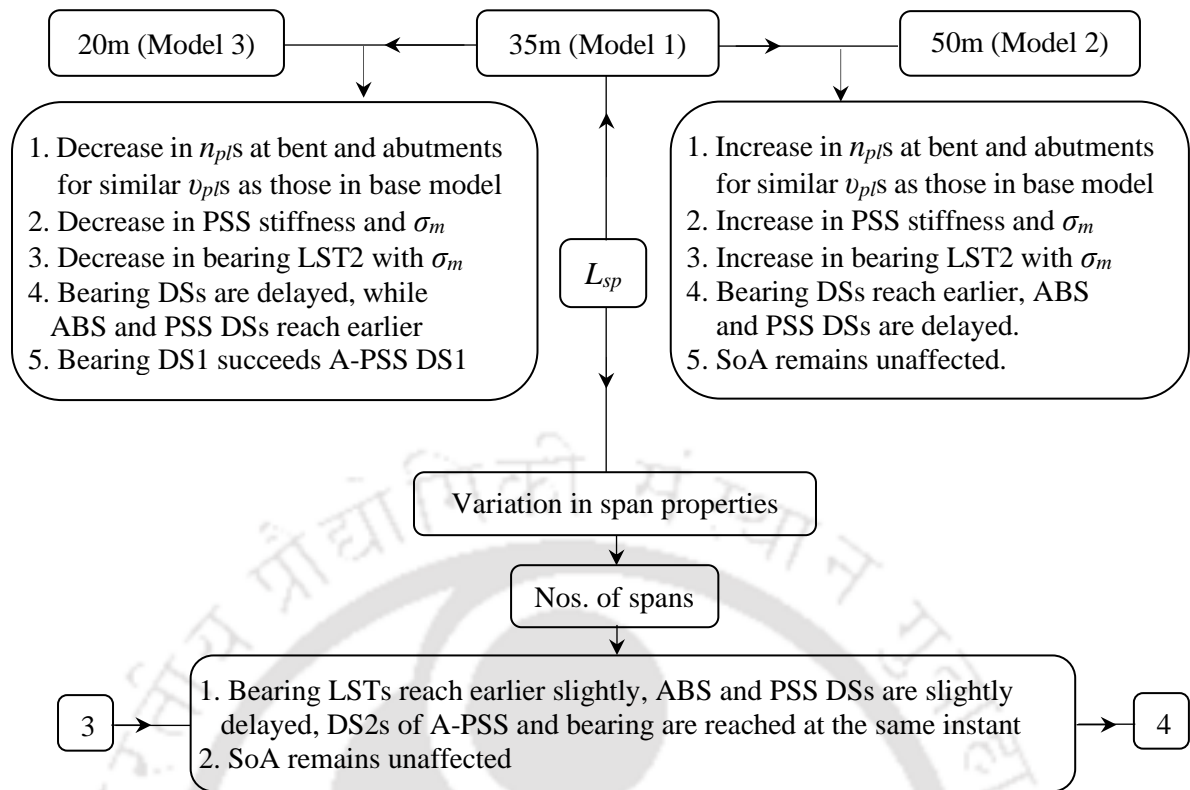 20m (Model 3)
35m (Model 1)
50m (Model 2)
1. Decrease in n_pls at bent and abutments
for similar υ_pls as those in base model
2. Decrease in PSS stiffness and σ_m
3. Decrease in bearing LST2 with σ_m
4. Bearing DSs are delayed, while
ABS and PSS DSs reach earlier
5. Bearing DS1 succeeds A-PSS DS1
L_sp
1. Increase in n_pls at bent and abutments
for similar υ_pls as those in base model
2. Increase in PSS stiffness and σ_m
3. Increase in bearing LST2 with σ_m
4. Bearing DSs reach earlier, ABS
and PSS DSs are delayed.
5. SoA remains unaffected.
Variation in span properties
Nos. of spans
3
1. Bearing LSTs reach earlier slightly, ABS and PSS DSs are slightly
delayed, DS2s of A-PSS and bearing are reached at the same instant
2. SoA remains unaffected
4